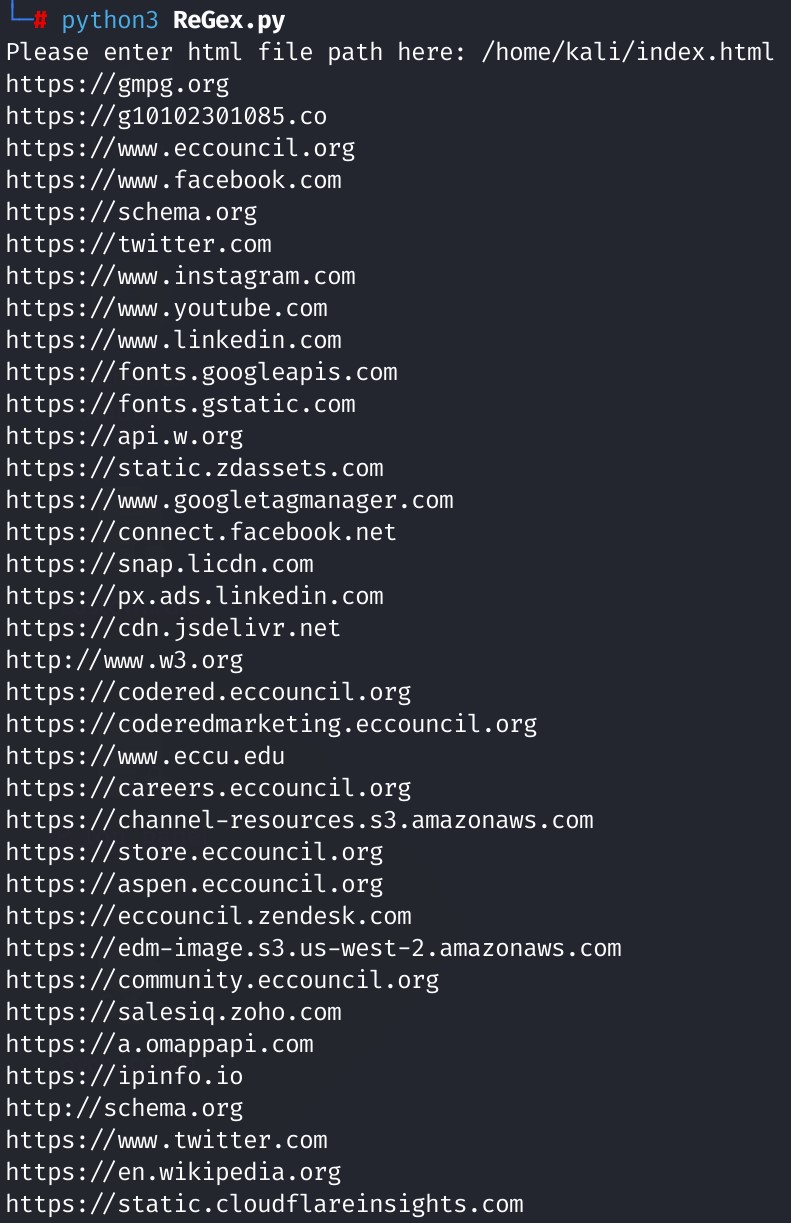 └─# python3 ReGex.py
Please enter html file path here: /home/kali/index.html
https://gmpg.org
https://g10102301085.co
https://www.eccouncil.org
https://www.facebook.com
https://schema.org
https://twitter.com
https://www.instagram.com
https://www.youtube.com
https://www.linkedin.com
https://fonts.googleapis.com
https://fonts.gstatic.com
https://api.w.org
https://static.zdassets.com
https://www.googletagmanager.com
https://connect.facebook.net
https://snap.licdn.com
https://px.ads.linkedin.com
https://cdn.jsdelivr.net
http://www.w3.org
https://codered.eccouncil.org
https://coderedmarketing.eccouncil.org
https://www.eccu.edu
https://careers.eccouncil.org
https://channel-resources.s3.amazonaws.com
https://store.eccouncil.org
https://aspen.eccouncil.org
https://eccouncil.zendesk.com
https://edm-image.s3.us-west-2.amazonaws.com
https://community.eccouncil.org
https://salesiq.zoho.com
https://a.omappapi.com
https://ipinfo.io
http://schema.org
https://www.twitter.com
https://en.wikipedia.org
https://static.cloudflareinsights.com